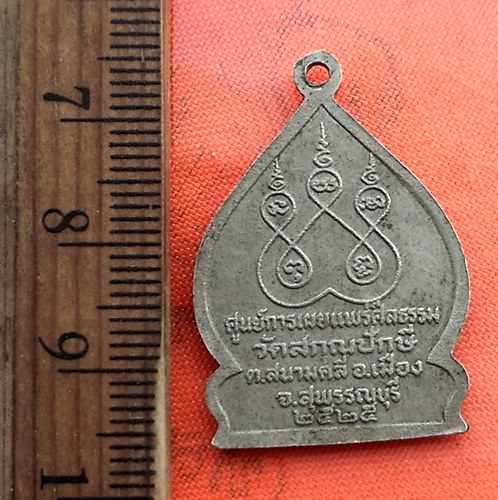 7
8
9
1
ศูนย์การเผยแพร่ศีลธรรม
วัดสกุณปักษี
ต.สนามคลี อ.เมือง
จ.สุพรรณบุรี
๒๕๒๕